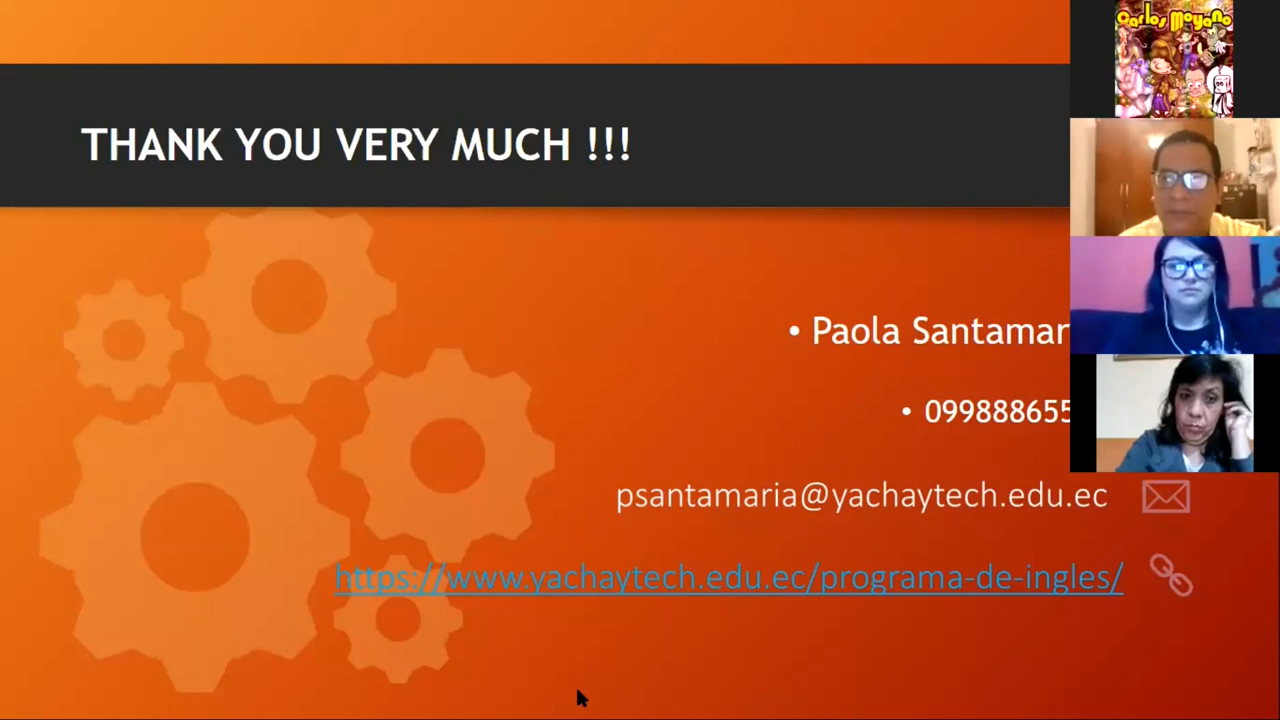 THANK YOU VERY MUCH !!!
Carlos Moyano
• Paola Santamar
• 099888655
psantamaria@yachaytech.edu.ec
https://www.yachaytech.edu.ec/programa-de-ingles/